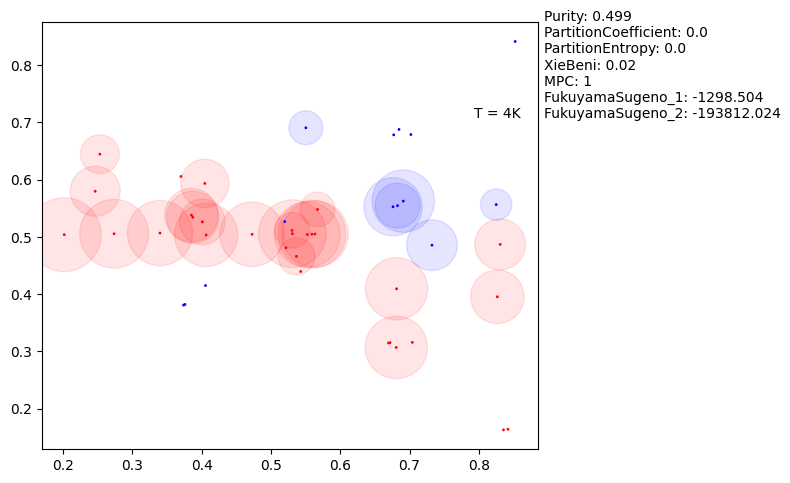 Purity: 0.499
PartitionCoefficient: 0.0
PartitionEntropy: 0.0
XieBeni: 0.02
MPC: 1
FukuyamaSugeno_1: -1298.504
FukuyamaSugeno_2: -193812.024
T = 4K
0.8
0.7
0.6
0.5
0.4
0.3
0.2
0.2 0.3 0.4 0.5 0.6 0.7 0.8